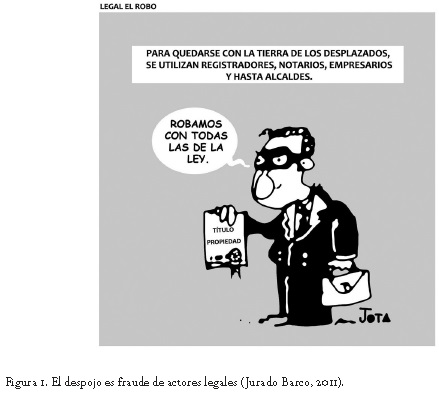 LEGAL EL ROBO
PARA QUEDARSE CON LA TIERRA DE LOS DESPLAZADOS,
SE UTILIZAN REGISTRADORES, NOTARIOS, EMPRESARIOS
Y HASTA ALCALDES.
ROBAMOS
CON TODAS
LAS DE LA
LEY.
TÍTULO
PROPIEDAD
JOTA
Figura 1. El despojo es fraude de actores legales (Jurado Barco, 2011).